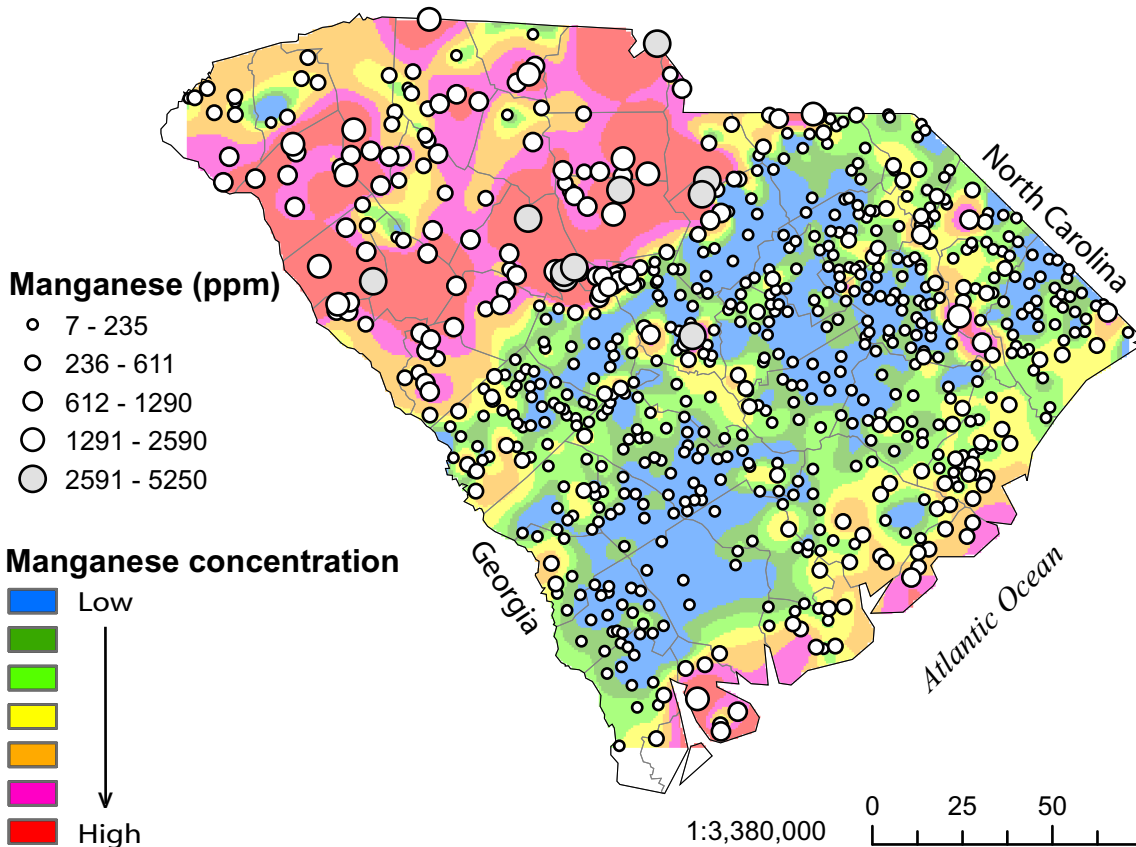 North Carolina
Manganese (ppm)
7 - 235
236 - 611
612 - 1290
1291 - 2590
2591 - 5250
Manganese concentration
Low
High
Georgia
Atlantic Ocean
0 25 50
1:3,380,000